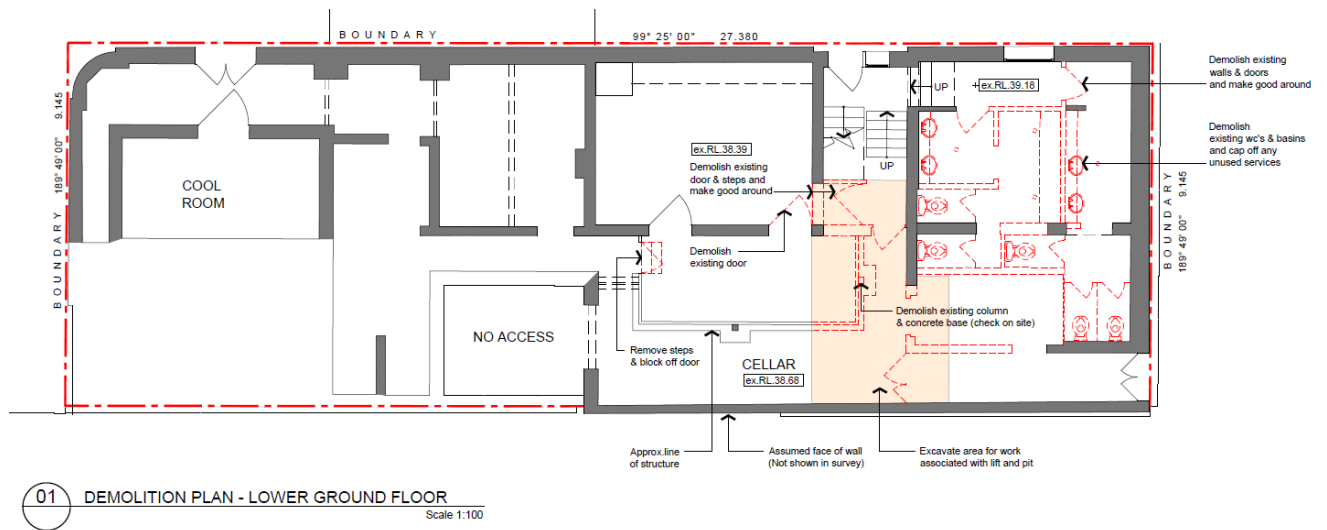 BOUNDARY
99° 25' 00" 27.380
BOUNDARY 189° 49' 00" 9.145
COOL
ROOM
NO ACCESS
ex.RL.38.39
Demolish existing
door & steps and
make good around
Demolish
existing door
UP
UP
ex.RL.39.18
Demolish existing
walls & doors
and make good around
Demolish
existing wc's & basins
and cap off any
unused services
BOUNDARY
189° 49' 00" 9.145
Demolish existing column
& concrete base (check on site)
Remove steps
& block off door
CELLAR
ex.RL.38.68
Approx.line
of structure
Assumed face of wall
(Not shown in survey)
Excavate area for work
associated with lift and pit
01 DEMOLITION PLAN - LOWER GROUND FLOOR
Scale 1:100